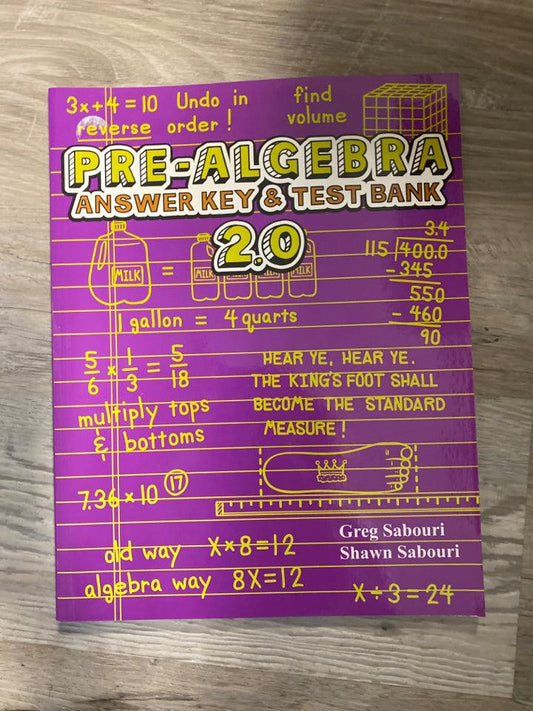 3x+4 = 10 Undo in
reverse order !
find
volume
PRE-ALGEBRA
ANSWER KEY & TEST BANK
2.0
MILK
=
MILK MILK MILK MILK
1 gallon = 4 quarts
3.4
115 400.0
-345
550
- 460
90
5/6 x 1/3 = 5/18
multiply tops
& bottoms
HEAR YE, HEAR YE.
THE KING'S FOOT SHALL
BECOME THE STANDARD
MEASURE !
7.36 x 10 17
Greg Sabouri
Shawn Sabouri
old way X x 8 = 12
algebra way 8X = 12
X ÷ 3 = 24